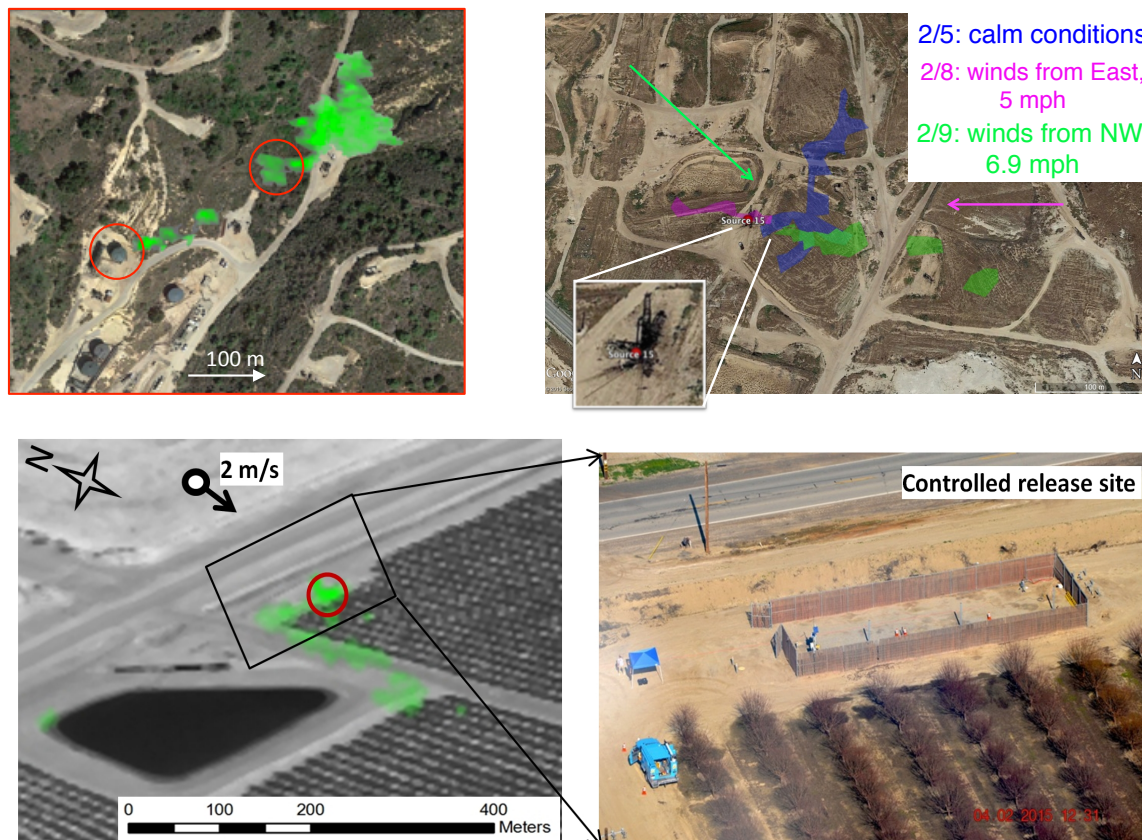 100 m
2/5: calm conditions
2/8: winds from East,
5 mph
2/9: winds from NW
6.9 mph
Source 15
Source 15
N
100 m
N
2 m/s
0 100 200 400
Meters
Controlled release site
04 02 2015 12 31